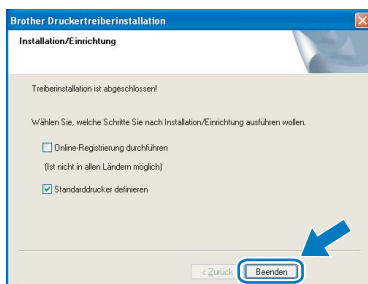 Brother Druckertreiberinstallation
Installation/Einrichtung
Treiberinstallation ist abgeschlossen!
Wählen Sie, welche Schritte Sie nach Installation/Einrichtung ausführen wollen.
Online-Registrierung durchführen
(Ist nicht in allen Ländern möglich)
Standarddrucker definieren
< Zurück
Beenden